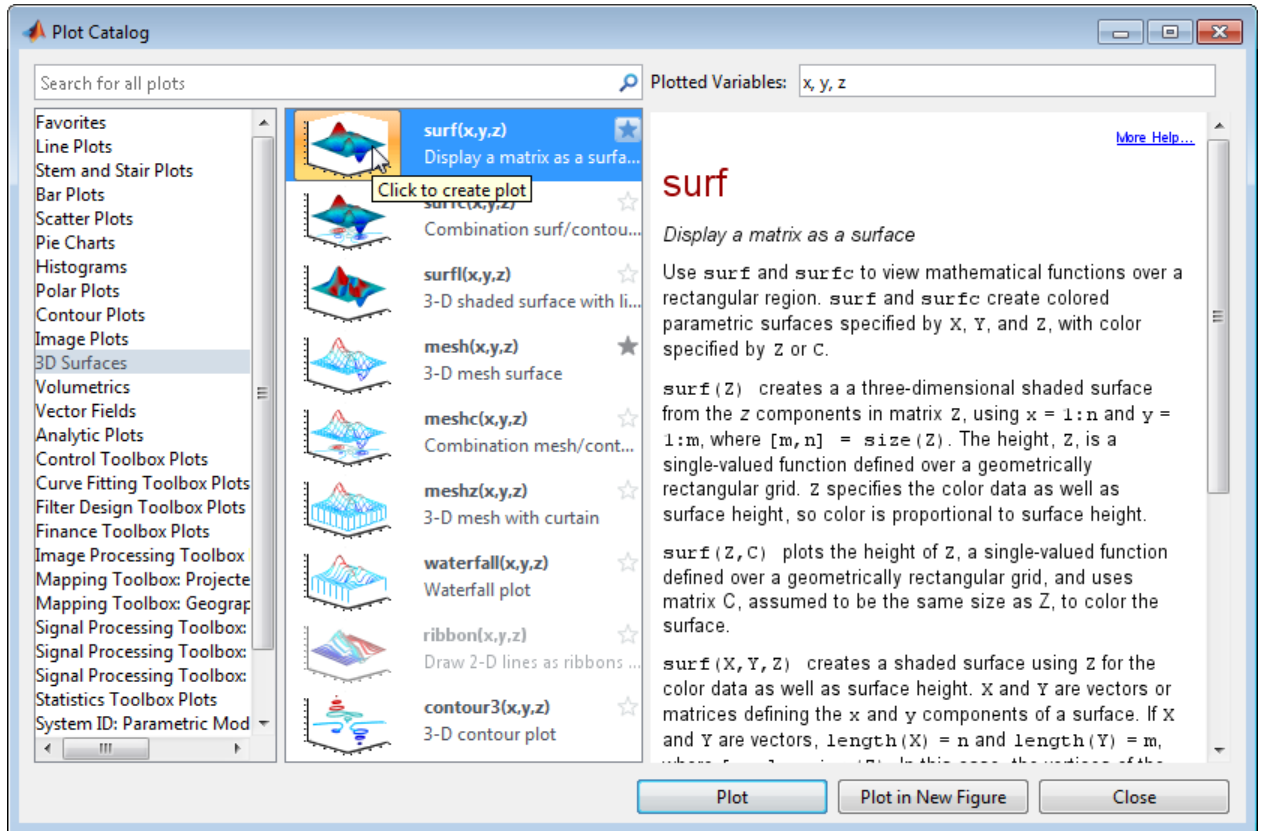 Plot Catalog
Search for all plots
Plotted Variables: x, y, z
Favorites
Line Plots
Stem and Stair Plots
Bar Plots
Scatter Plots
Pie Charts
Histograms
Polar Plots
Contour Plots
Image Plots
3D Surfaces
Volumetrics
Vector Fields
Analytic Plots
Control Toolbox Plots
Curve Fitting Toolbox Plots
Filter Design Toolbox Plots
Finance Toolbox Plots
Image Processing Toolbox
Mapping Toolbox: Projecte
Mapping Toolbox: Geograp
Signal Processing Toolbox:
Signal Processing Toolbox:
Signal Processing Toolbox:
Statistics Toolbox Plots
System ID: Parametric Mod
surf(x,y,z)
Display a matrix as a surfa...
Click to create plot
surfc(x,y,z)
Combination surf/contou...
surfl(x,y,z)
3-D shaded surface with li...
mesh(x,y,z)
3-D mesh surface
meshc(x,y,z)
Combination mesh/cont...
meshz(x,y,z)
3-D mesh with curtain
waterfall(x,y,z)
Waterfall plot
ribbon(x,y,z)
Draw 2-D lines as ribbons ...
contour3(x,y,z)
3-D contour plot
More Help...
surf
Display a matrix as a surface
Use surf and surfc to view mathematical functions over a
rectangular region. surf and surfc create colored
parametric surfaces specified by X, Y, and Z, with color
specified by Z or C.
surf(Z) creates a a three-dimensional shaded surface
from the z components in matrix Z, using x = 1:n and y =
1:m, where [m,n] = size(Z). The height, Z, is a
single-valued function defined over a geometrically
rectangular grid. Z specifies the color data as well as
surface height, so color is proportional to surface height.
surf(Z,C) plots the height of Z, a single-valued function
defined over a geometrically rectangular grid, and uses
matrix C, assumed to be the same size as Z, to color the
surface.
surf(X,Y,Z) creates a shaded surface using Z for the
color data as well as surface height. X and Y are vectors or
matrices defining the x and y components of a surface. If X
and Y are vectors, length(X) = n and length(Y) = m,
Plot
Plot in New Figure
Close